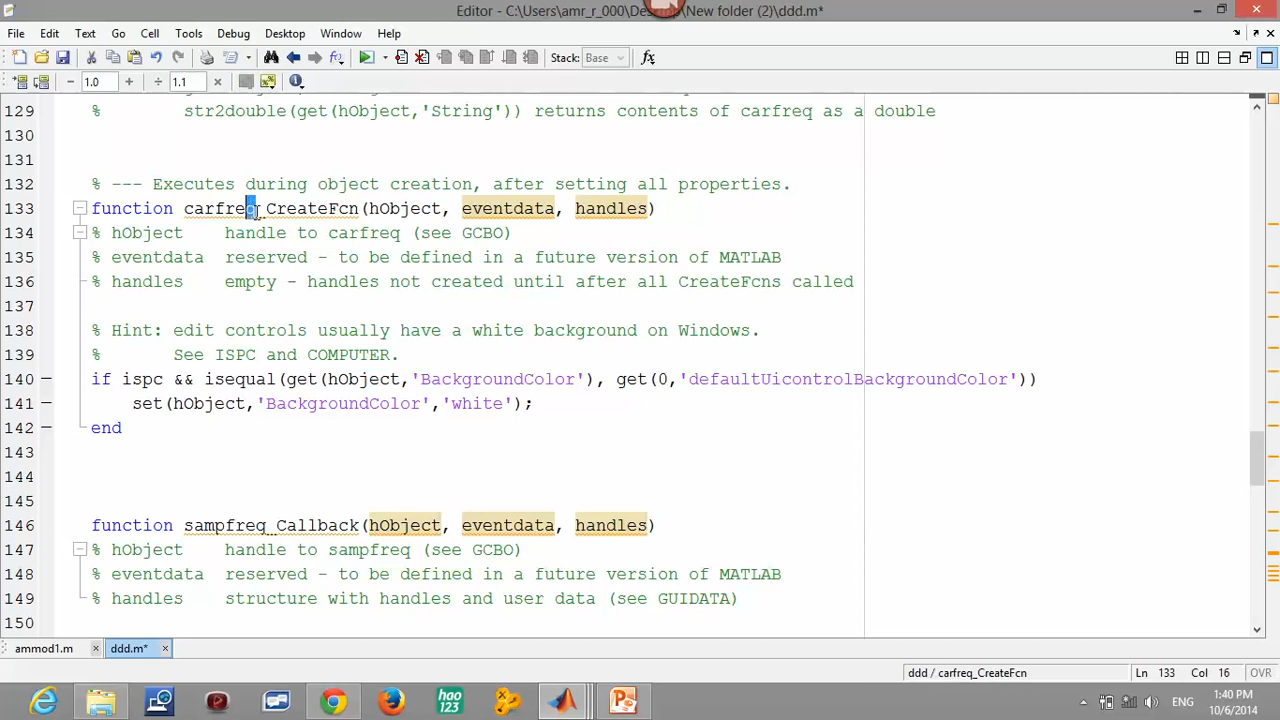 Editor - C:\Users\amr_r_000\Des      p\New folder (2)\ddd.m*
File Edit Text Go Cell Tools Debug Desktop Window Help
Stack: Base fx
1.0 1.1
129 % str2double(get(hObject,'String')) returns contents of carfreq as a double
130
131
132 % --- Executes during object creation, after setting all properties.
133 function carfreq_CreateFcn(hObject, eventdata, handles)
134 % hObject    handle to carfreq (see GCBO)
135 % eventdata  reserved - to be defined in a future version of MATLAB
136 % handles    empty - handles not created until after all CreateFcns called
137
138 % Hint: edit controls usually have a white background on Windows.
139 %       See ISPC and COMPUTER.
140 if ispc && isequal(get(hObject,'BackgroundColor'), get(0,'defaultUicontrolBackgroundColor'))
141     set(hObject,'BackgroundColor','white');
142 end
143
144
145
146 function sampfreq_Callback(hObject, eventdata, handles)
147 % hObject    handle to sampfreq (see GCBO)
148 % eventdata  reserved - to be defined in a future version of MATLAB
149 % handles    structure with handles and user data (see GUIDATA)
150
ammod1.m ddd.m*
ddd / carfreq_CreateFcn Ln 133 Col 16 OVR
hoo
123
ENG 1:40 PM
10/6/2014